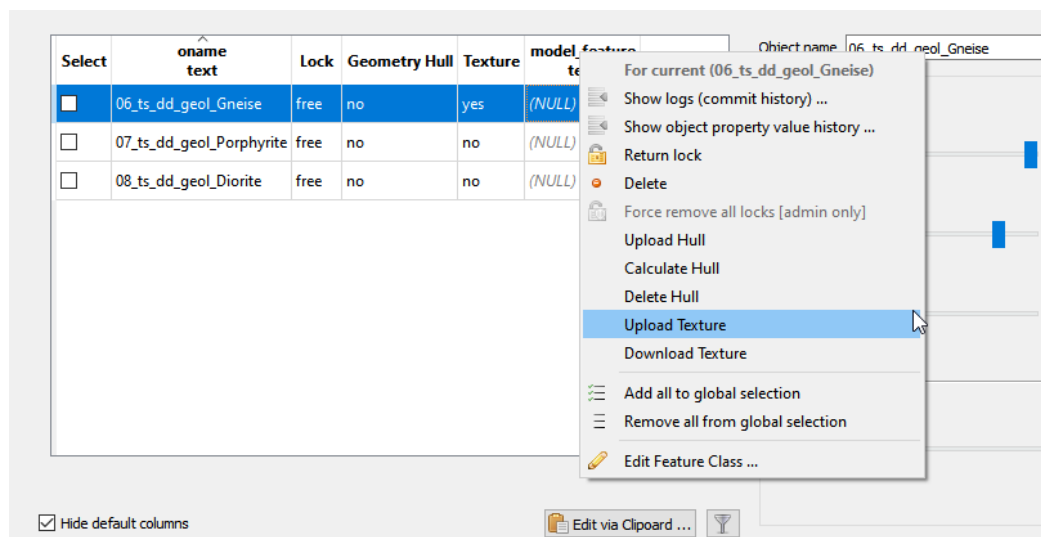 Select
oname
text
Lock
Geometry Hull
Texture
model_feature
te
Object name
06_ts_dd_geol_Gneise
06_ts_dd_geol_Gneise
free
no
yes
(NULL)
07_ts_dd_geol_Porphyrite
free
no
no
(NULL)
08_ts_dd_geol_Diorite
free
no
no
(NULL)
For current (06_ts_dd_geol_Gneise)
Show logs (commit history) ...
Show object property value history ...
Return lock
Delete
Force remove all locks [admin only]
Upload Hull
Calculate Hull
Delete Hull
Upload Texture
Download Texture
Add all to global selection
Remove all from global selection
Edit Feature Class ...
Hide default columns
Edit via Clipoard ...